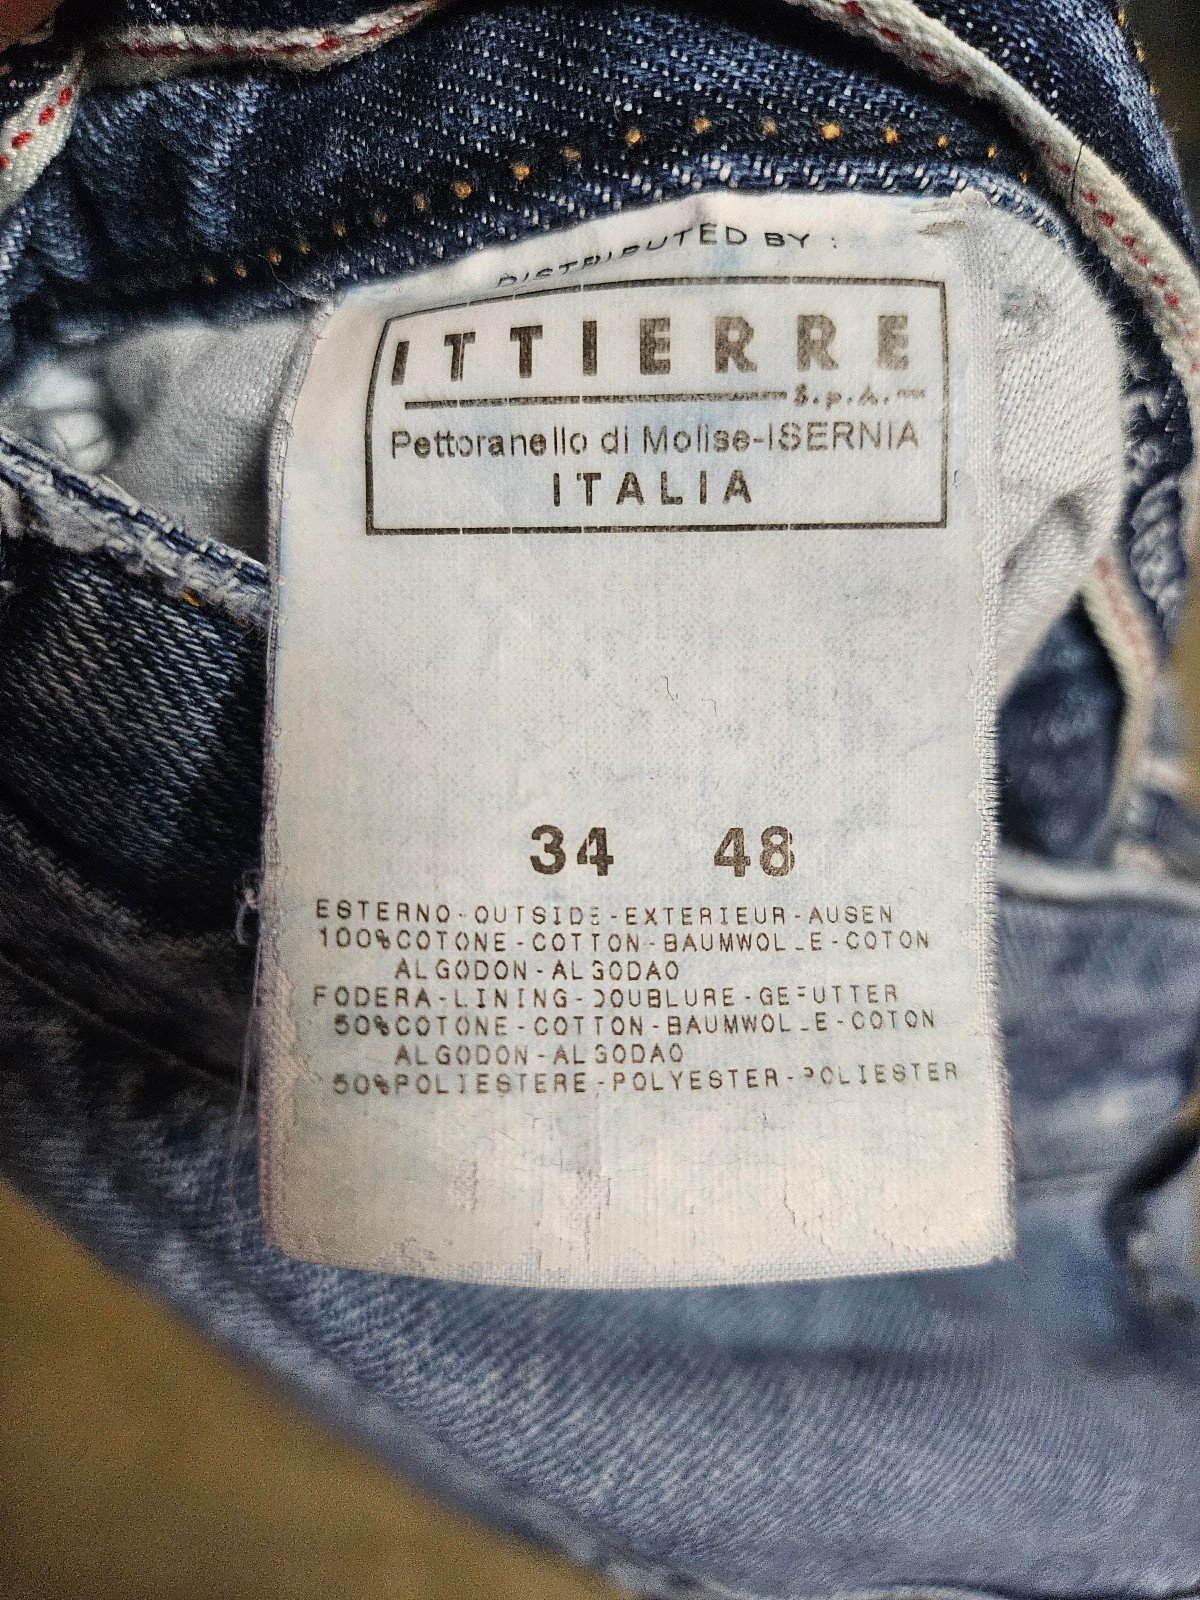 DISTRIBUTED BY :
ITTIERRE
S.p.A.
Pettoranello di Molise-ISERNIA
ITALIA
34 48
ESTERNO-OUTSIDE-EXTERIEUR-AUSEN
100%COTONE-COTTON-BAUMWOLLE-COTON
ALGODON-ALGODAO
FODERA-LINING-DOUBLURE-GEFUTTER
50%COTONE-COTTON-BAUMWOLLE-COTON
ALGODON-ALGODAO
50%POLIESTERE-POLYESTER-POLIESTER